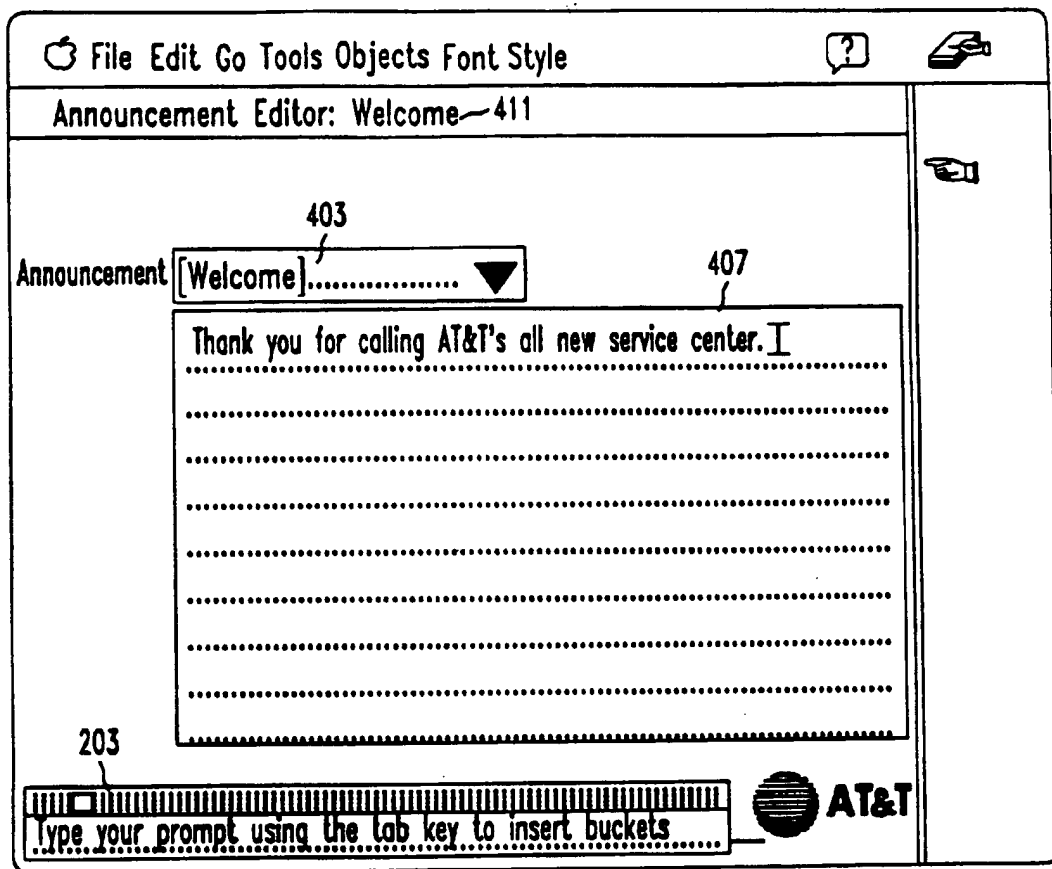 File Edit Go Tools Objects Font Style ?
Announcement Editor: Welcome 411
403
Announcement [Welcome]..................
407
Thank you for calling AT&T's all new service center.
203
AT&T
Type your prompt using the tab key to insert buckets